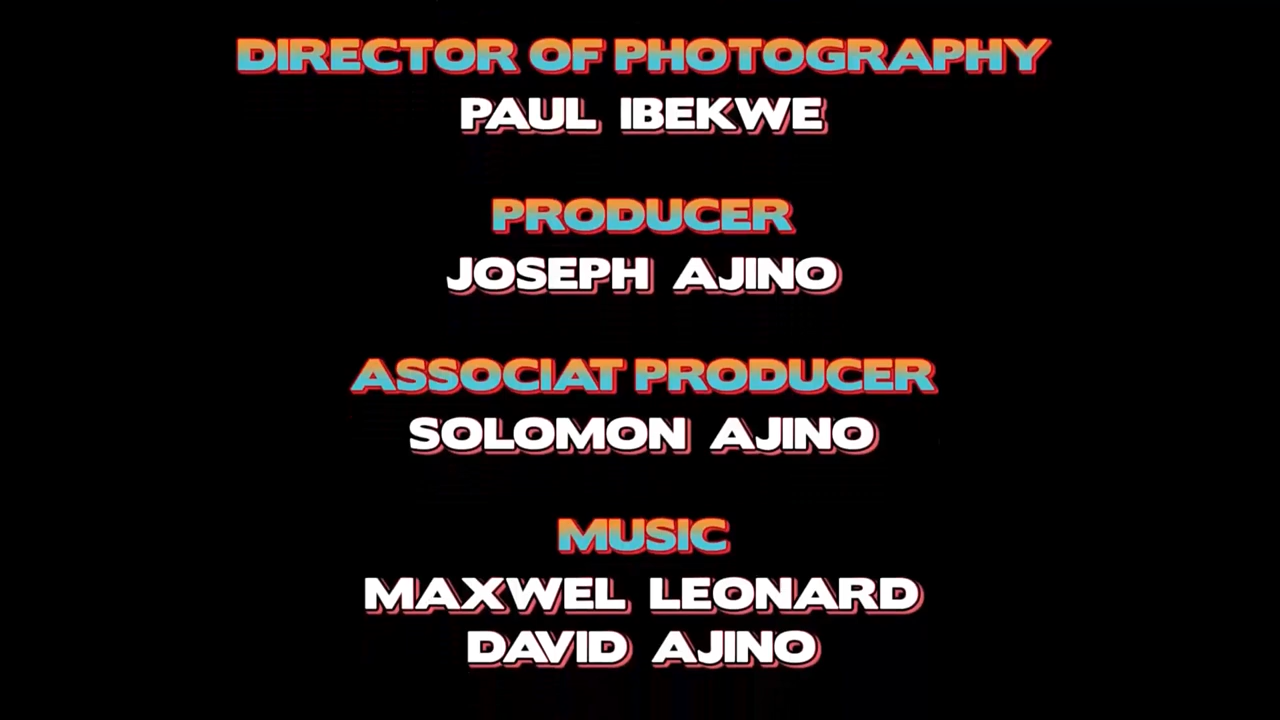 DIRECTOR OF PHOTOGRAPHY
PAUL IBEKWE
PRODUCER
JOSEPH AJINO
ASSOCIAT PRODUCER
SOLOMON AJINO
MUSIC
MAXWEL LEONARD
DAVID AJINO